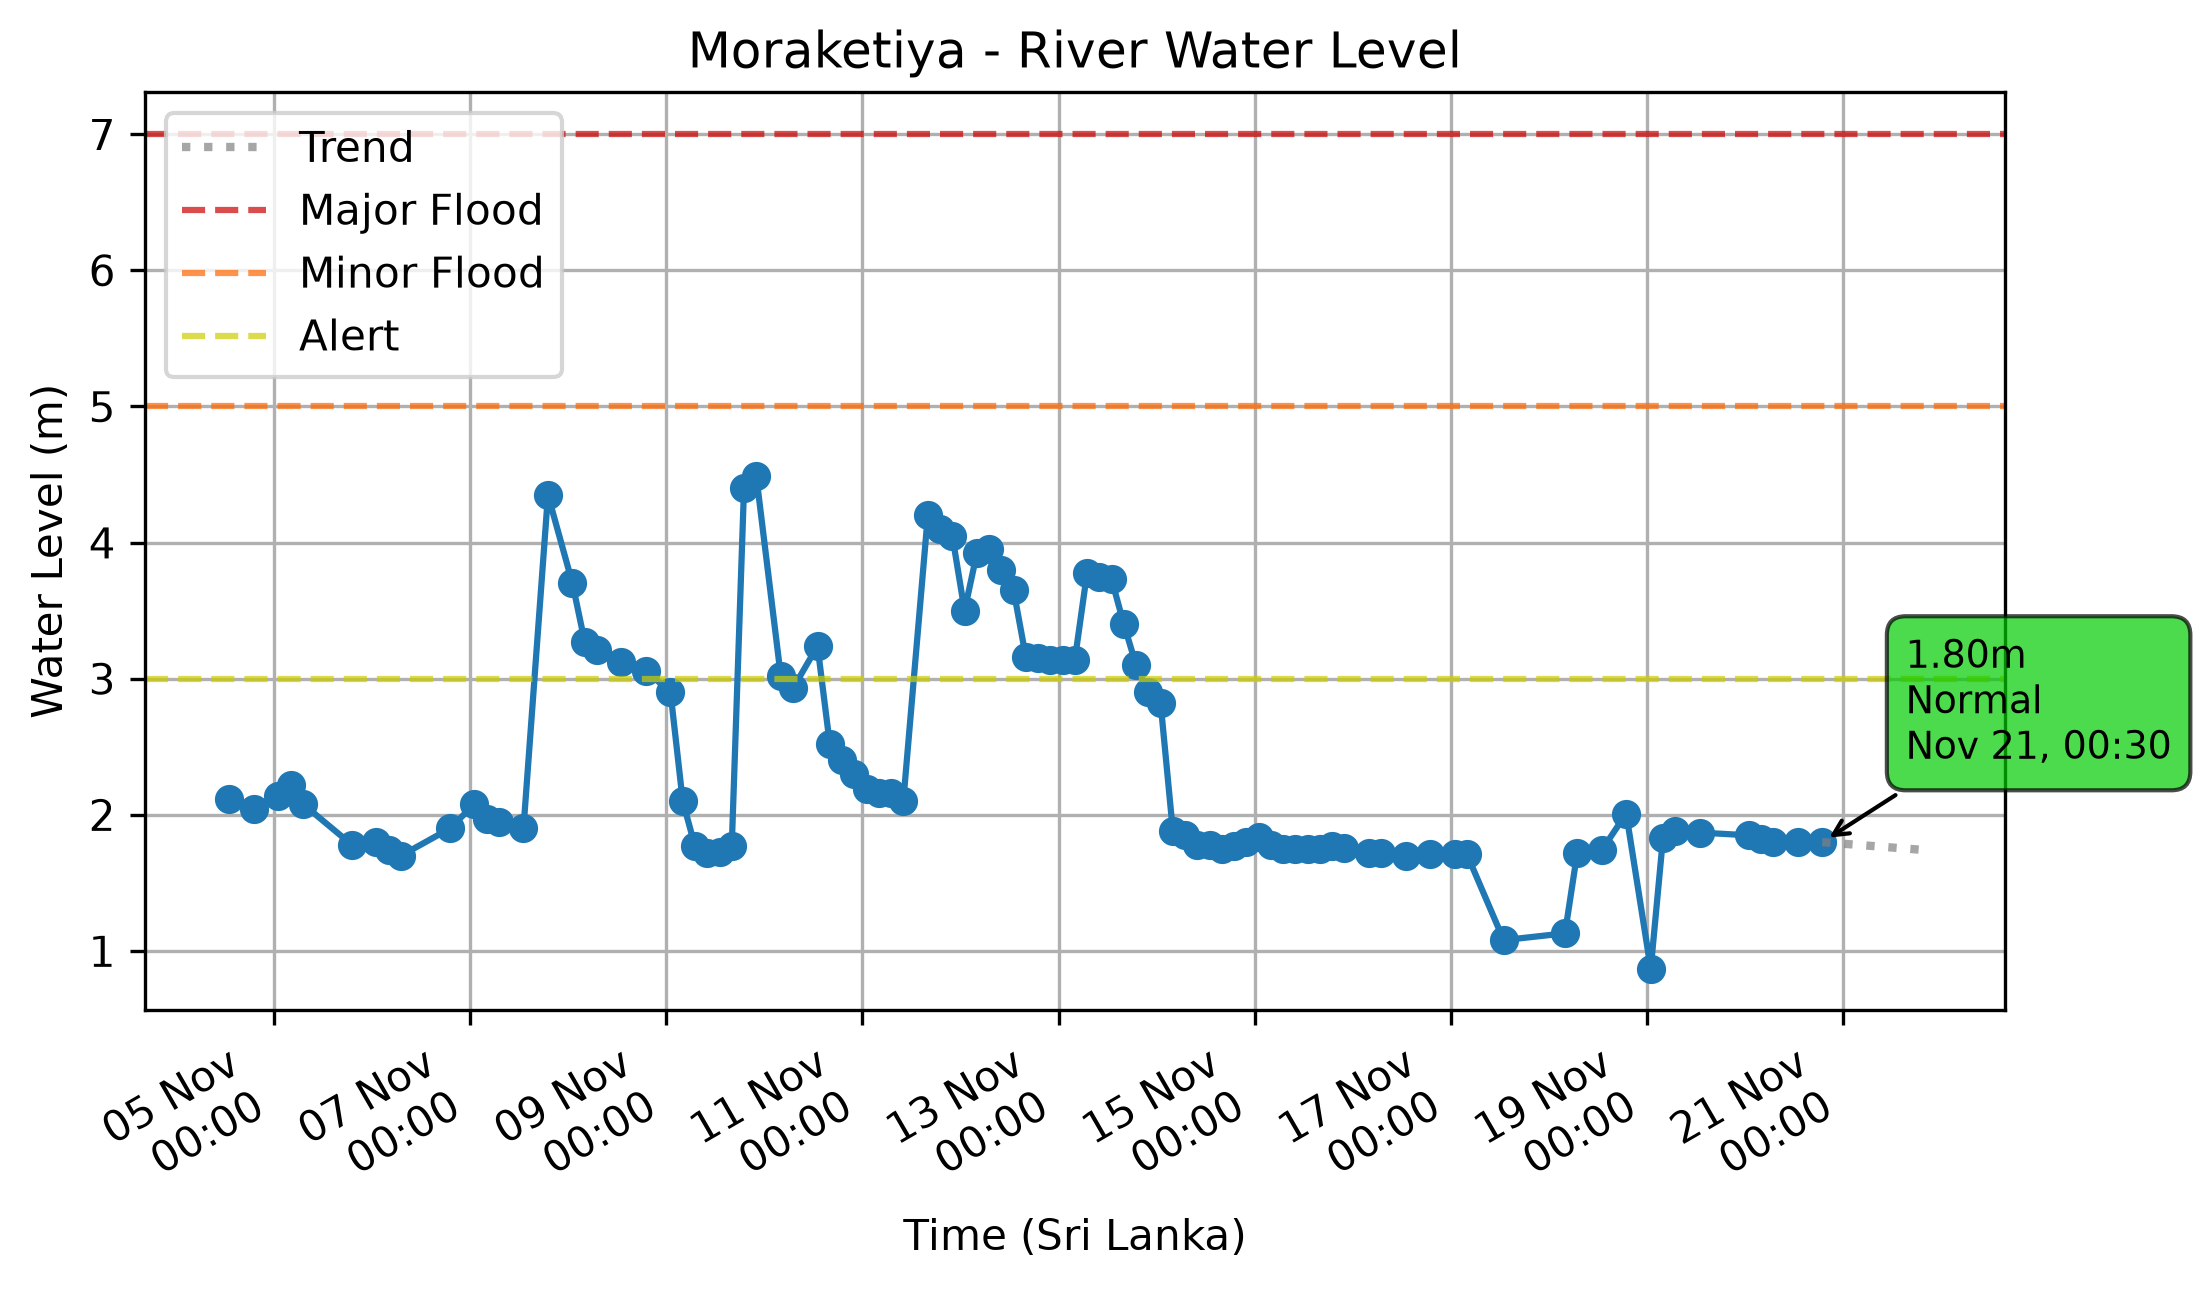 Moraketiya - River Water Level
Trend
Major Flood
Minor Flood
Alert
7
6
5
4
3
2
1
Water Level (m)
1.80m
Normal
Nov 21, 00:30
05 Nov
00:00
07 Nov
00:00
09 Nov
00:00
11 Nov
00:00
13 Nov
00:00
15 Nov
00:00
17 Nov
00:00
19 Nov
00:00
21 Nov
00:00
Time (Sri Lanka)